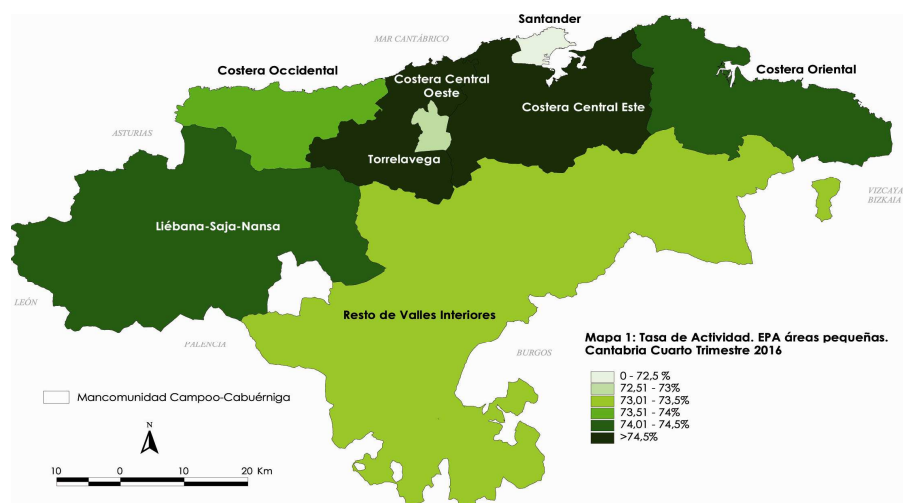 Santander
MAR CANTÁBRICO
Costera Occidental
Costera Central
Oeste
Costera Oriental
Costera Central Este
ASTURIAS
Torrelavega
VIZCAYA
BIZKAIA
Liébana-Saja-Nansa
LEÓN
Resto de Valles Interiores
PALENCIA
BURGOS
Mapa 1: Tasa de Actividad. EPA áreas pequeñas.
Cantabria Cuarto Trimestre 2016
0 - 72,5 %
72,51 - 73%
73,01 - 73,5%
73,51 - 74%
74,01 - 74,5%
>74,5%
Mancomunidad Campoo-Cabuérniga
N
10 0 10 20 Km